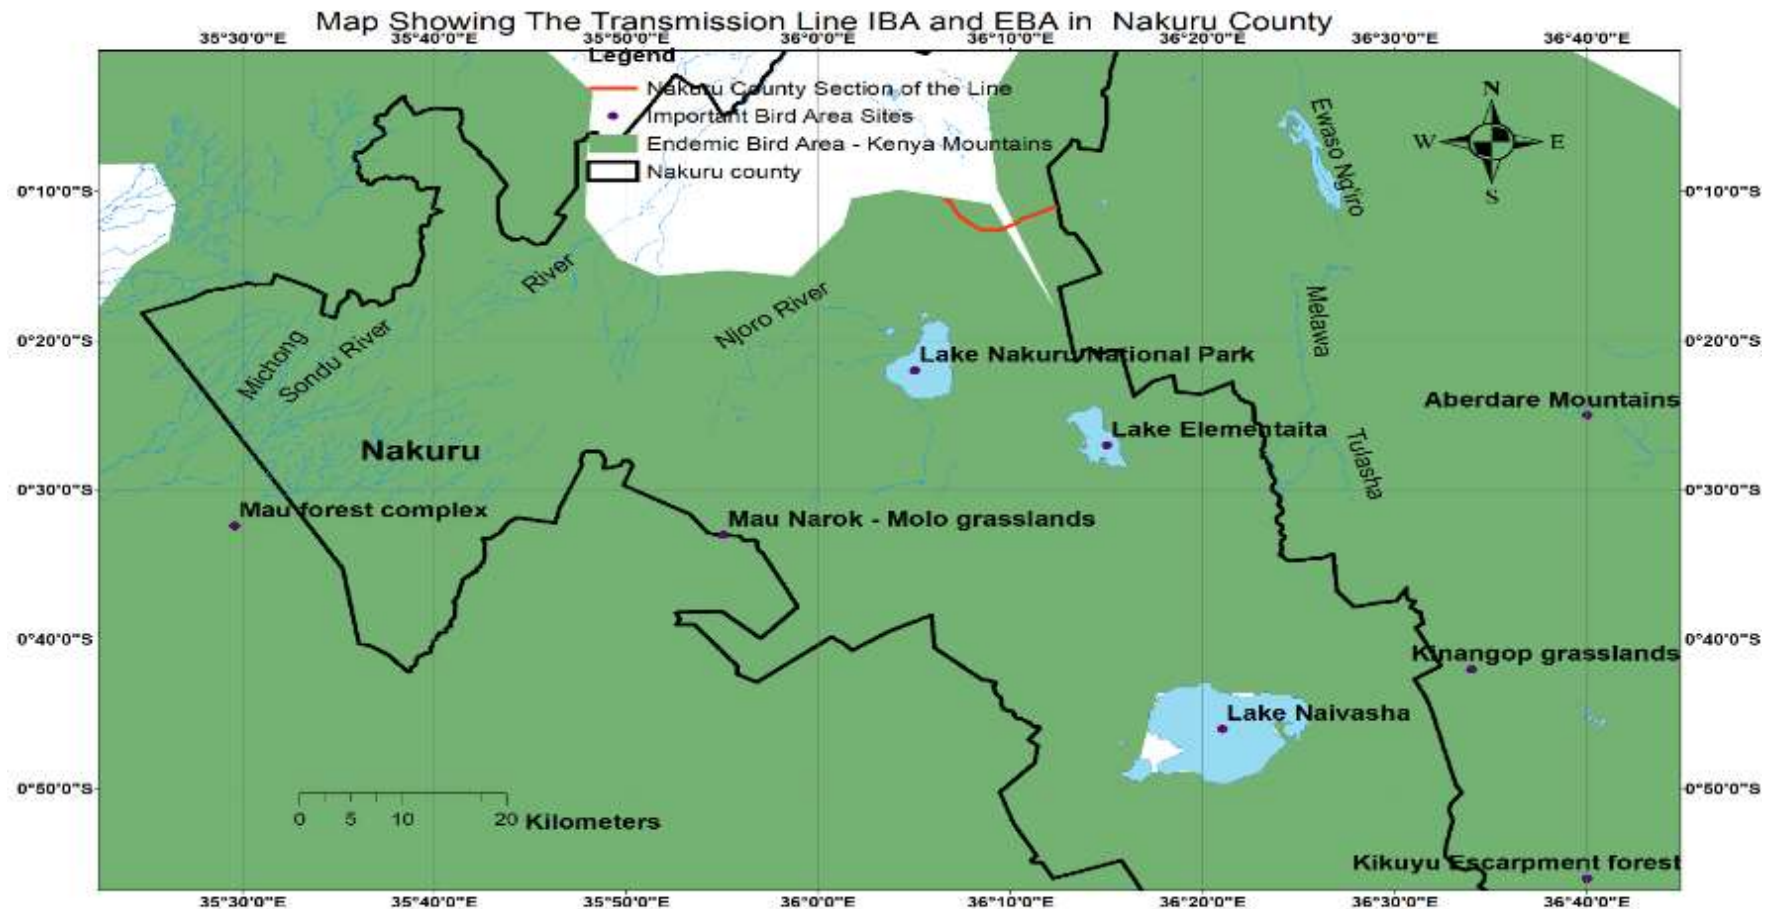 Map Showing The Transmission Line IBA and EBA in Nakuru County
35°30'0"E 35°40'0"E 35°50'0"E 36°0'0"E 36°10'0"E 36°20'0"E 36°30'0"E 36°40'0"E
Legend
Nakuru County Section of the Line
Important Bird Area Sites
Endemic Bird Area - Kenya Mountains
Nakuru county
N
W E
S
Ewaso Ng'iro
0°10'0"S 0°10'0"S
River
Njoro River
Melawa
Michong
Sondu River
0°20'0"S 0°20'0"S
Lake Nakuru National Park
Aberdare Mountains
Lake Elementaita
Nakuru
Tulasha
0°30'0"S 0°30'0"S
Mau forest complex
Mau Narok - Molo grasslands
0°40'0"S 0°40'0"S
Kinangop grasslands
Lake Naivasha
0°50'0"S 0°50'0"S
0 5 10 20 Kilometers
Kikuyu Escarpment forest
35°30'0"E 35°40'0"E 35°50'0"E 36°0'0"E 36°10'0"E 36°20'0"E 36°30'0"E 36°40'0"E